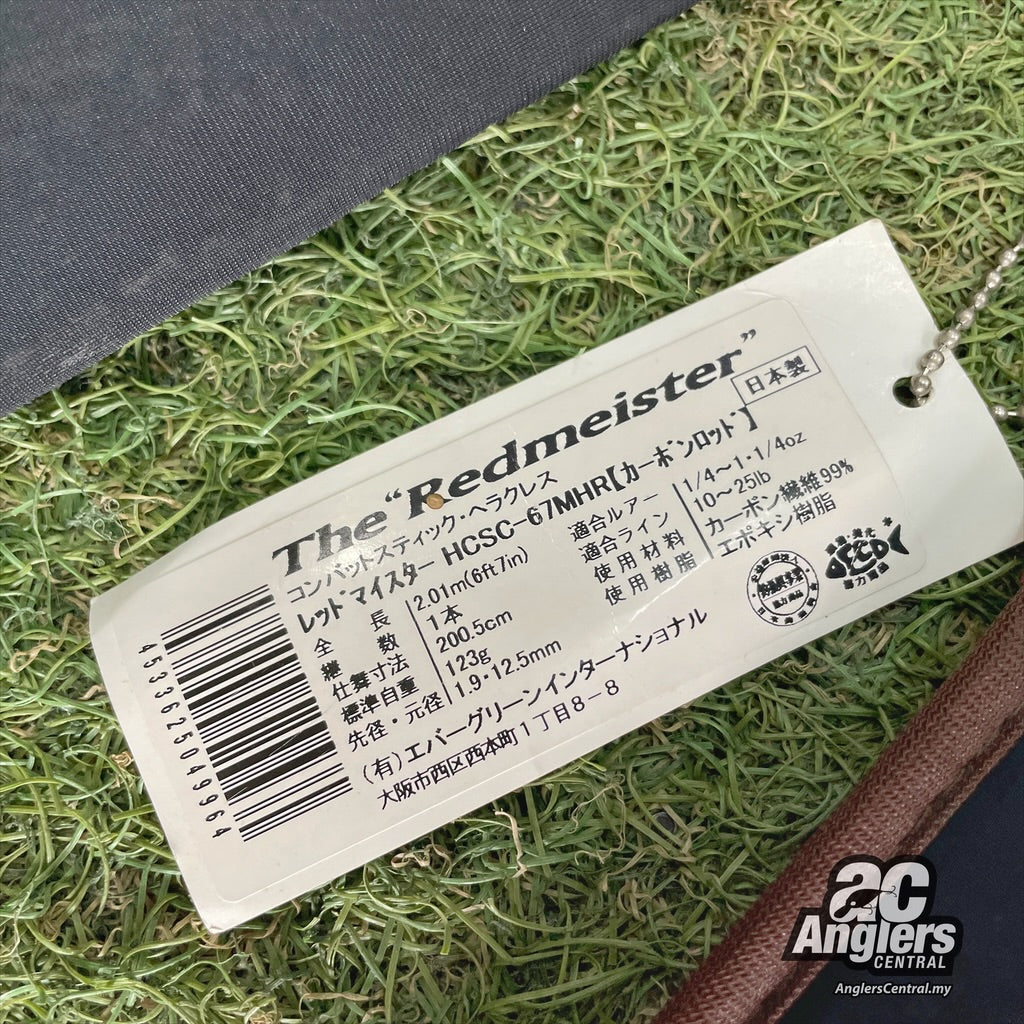 The “Redmeister”
日本製
コンバットスティック・ヘラクレス
レッドマイスター HCSC-67MHR【カーボンロッド】
全長 2.01m(6ft7in)
継数 1本
仕舞寸法 200.5cm
標準自重 123g
先径・元径 1.9・12.5mm
適合ルアー 1/4～1・1/4oz
適合ライン 10～25lb
使用材料 カーボン繊維99%
使用樹脂 エポキシ樹脂
(有)エバーグリーンインターナショナル
大阪市西区西本町1丁目8-8
4533625049964
協力商品
ac
Anglers
CENTRAL
AnglersCentral.my